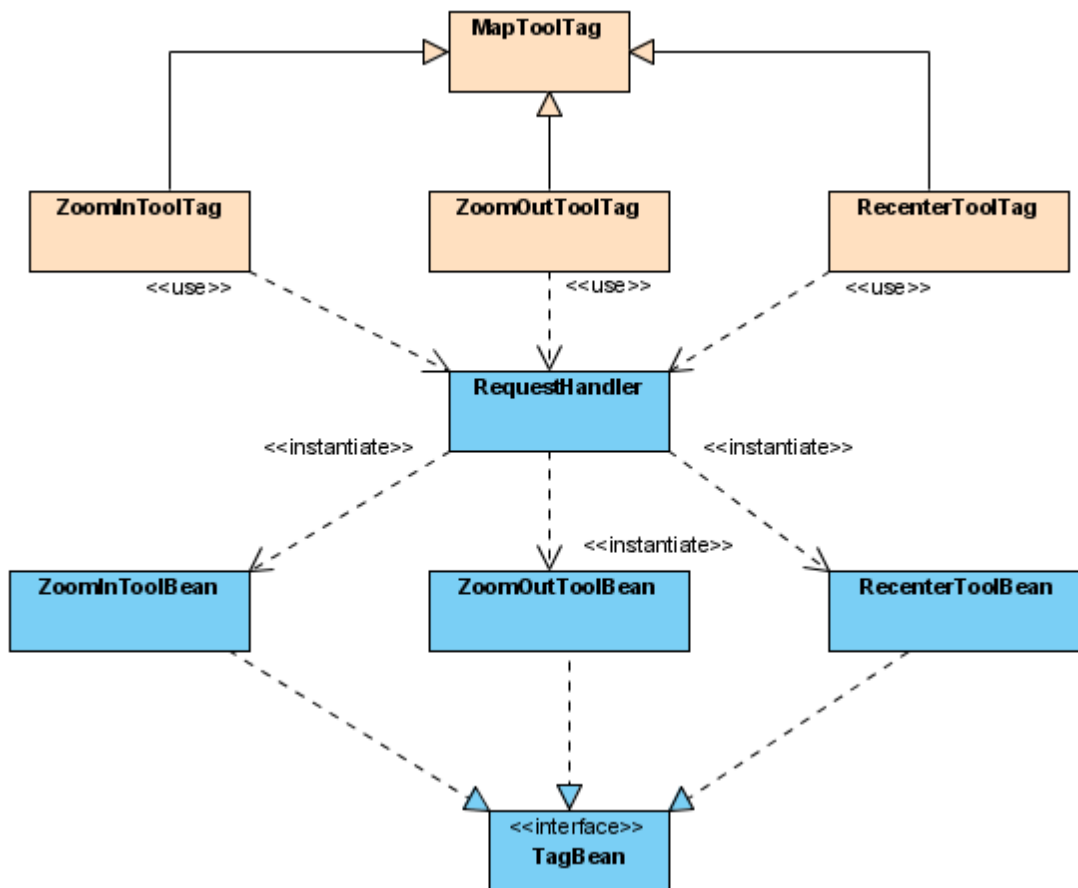 MapToolTag
ZoomInToolTag
ZoomOutToolTag
RecenterToolTag
<<use>>
<<use>>
<<use>>
RequestHandler
<<instantiate>>
<<instantiate>>
<<instantiate>>
ZoomInToolBean
ZoomOutToolBean
RecenterToolBean
<<interface>>
TagBean